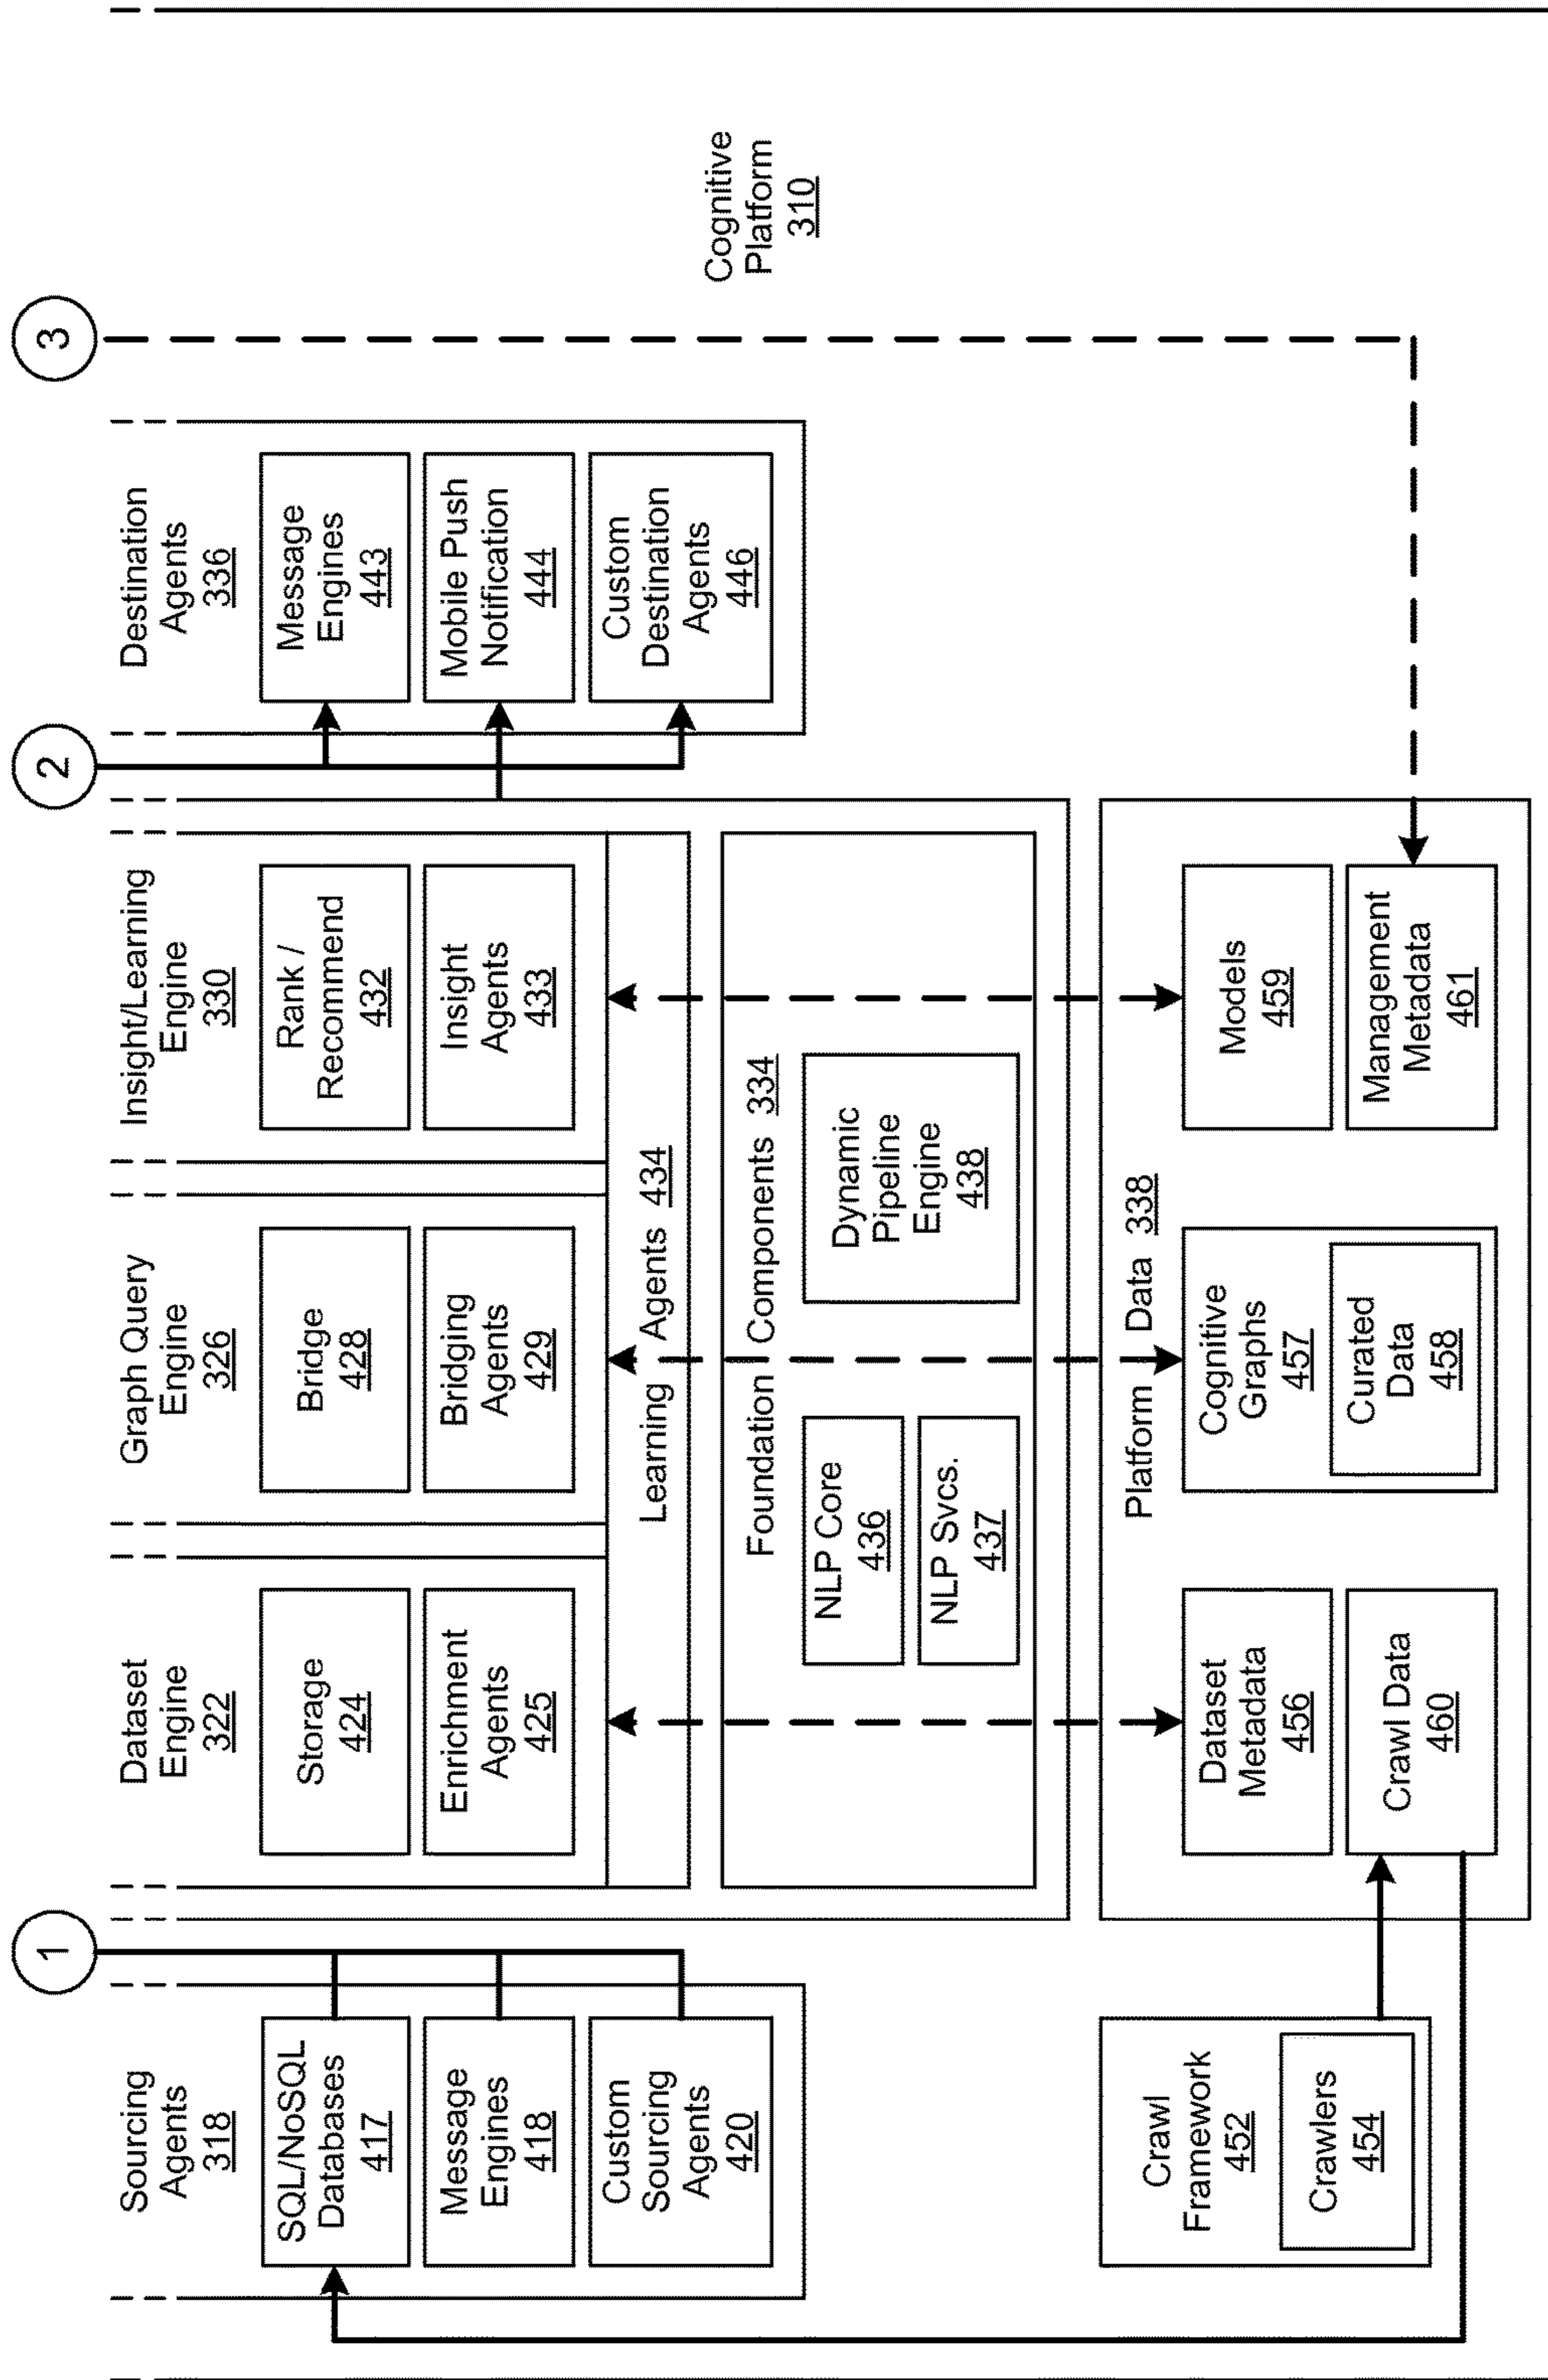 1
2
3
Sourcing
Agents
318
SQL/NoSQL
Databases
417
Message
Engines
418
Custom
Sourcing
Agents
420
Dataset
Engine
322
Storage
424
Enrichment
Agents
425
Graph Query
Engine
326
Bridge
428
Bridging
Agents
429
Insight/Learning
Engine
330
Rank /
Recommend
432
Insight
Agents
433
Learning Agents 434
Foundation Components 334
NLP Core
436
NLP Svcs.
437
Dynamic
Pipeline
Engine
438
Destination
Agents
336
Message
Engines
443
Mobile Push
Notification
444
Custom
Destination
Agents
446
Cognitive
Platform
310
Crawl
Framework
452
Crawlers
454
Platform Data 338
Dataset
Metadata
456
Crawl Data
460
Cognitive
Graphs
457
Curated
Data
458
Models
459
Management
Metadata
461